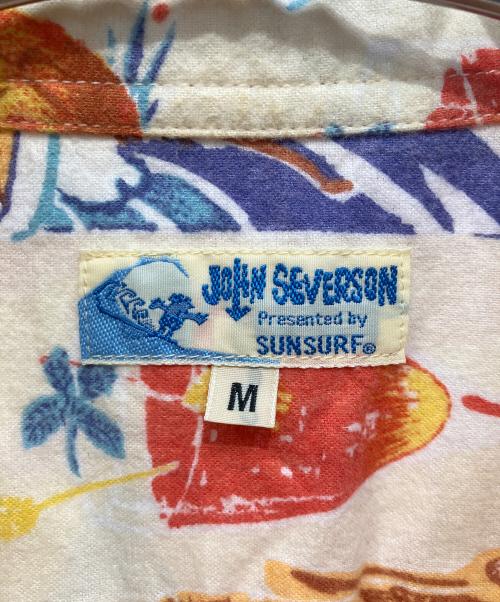 JOHN SEVERSON
Presented by
SUNSURF®
M